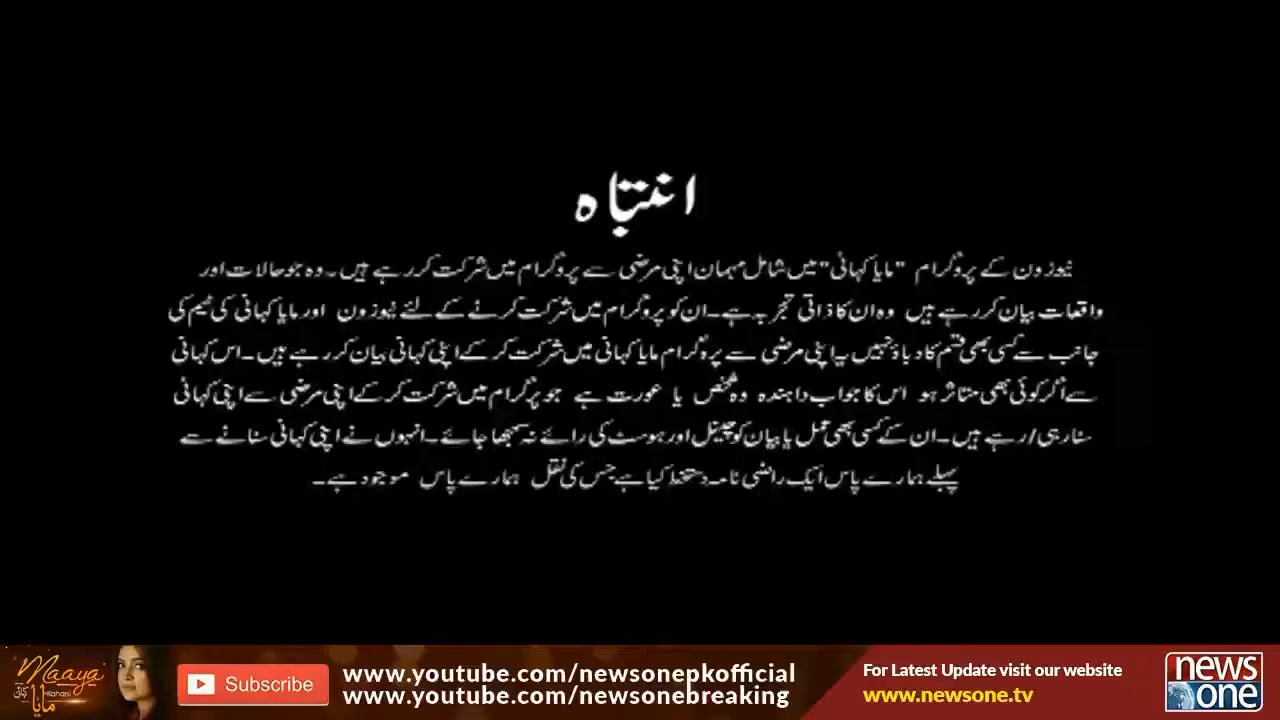 انتباہ
نیوز ون کے پروگرام "مایا کہانی" میں شامل مہمان اپنی مرضی سے پروگرام میں شرکت کر رہے ہیں۔ وہ جو حالات اور
واقعات بیان کر رہے ہیں وہ ان کا ذاتی تجربہ ہے۔ ان کو پروگرام میں شرکت کرنے کے لئے نیوز ون اور مایا کہانی کی ٹیم کی
جانب سے کسی بھی قسم کا دباؤ نہیں یہ اپنی مرضی سے پروگرام مایا کہانی میں شرکت کر کے اپنی کہانی بیان کر رہے ہیں۔ اس کہانی
سے اگر کوئی بھی متاثر ہو اس کا جواب داہندہ وہ شخص یا عورت ہے جو پرگرام میں شرکت کر کے اپنی مرضی سے اپنی کہانی
سنا رہی/رہے ہیں۔ ان کے کسی بھی عمل یا بیان کو چینل اور ہوسٹ کی رائے نہ سمجھا جائے۔ انہوں نے اپنی کہانی سنانے سے
پہلے ہمارے پاس ایک راضی نامہ دستخط کیا ہے جس کی نقل ہمارے پاس موجود ہے۔
Maaya
کہانی مایا Kahani
Subscribe
www.youtube.com/newsonepkofficial
www.youtube.com/newsonebreaking
For Latest Update visit our website
www.newsone.tv
news
one